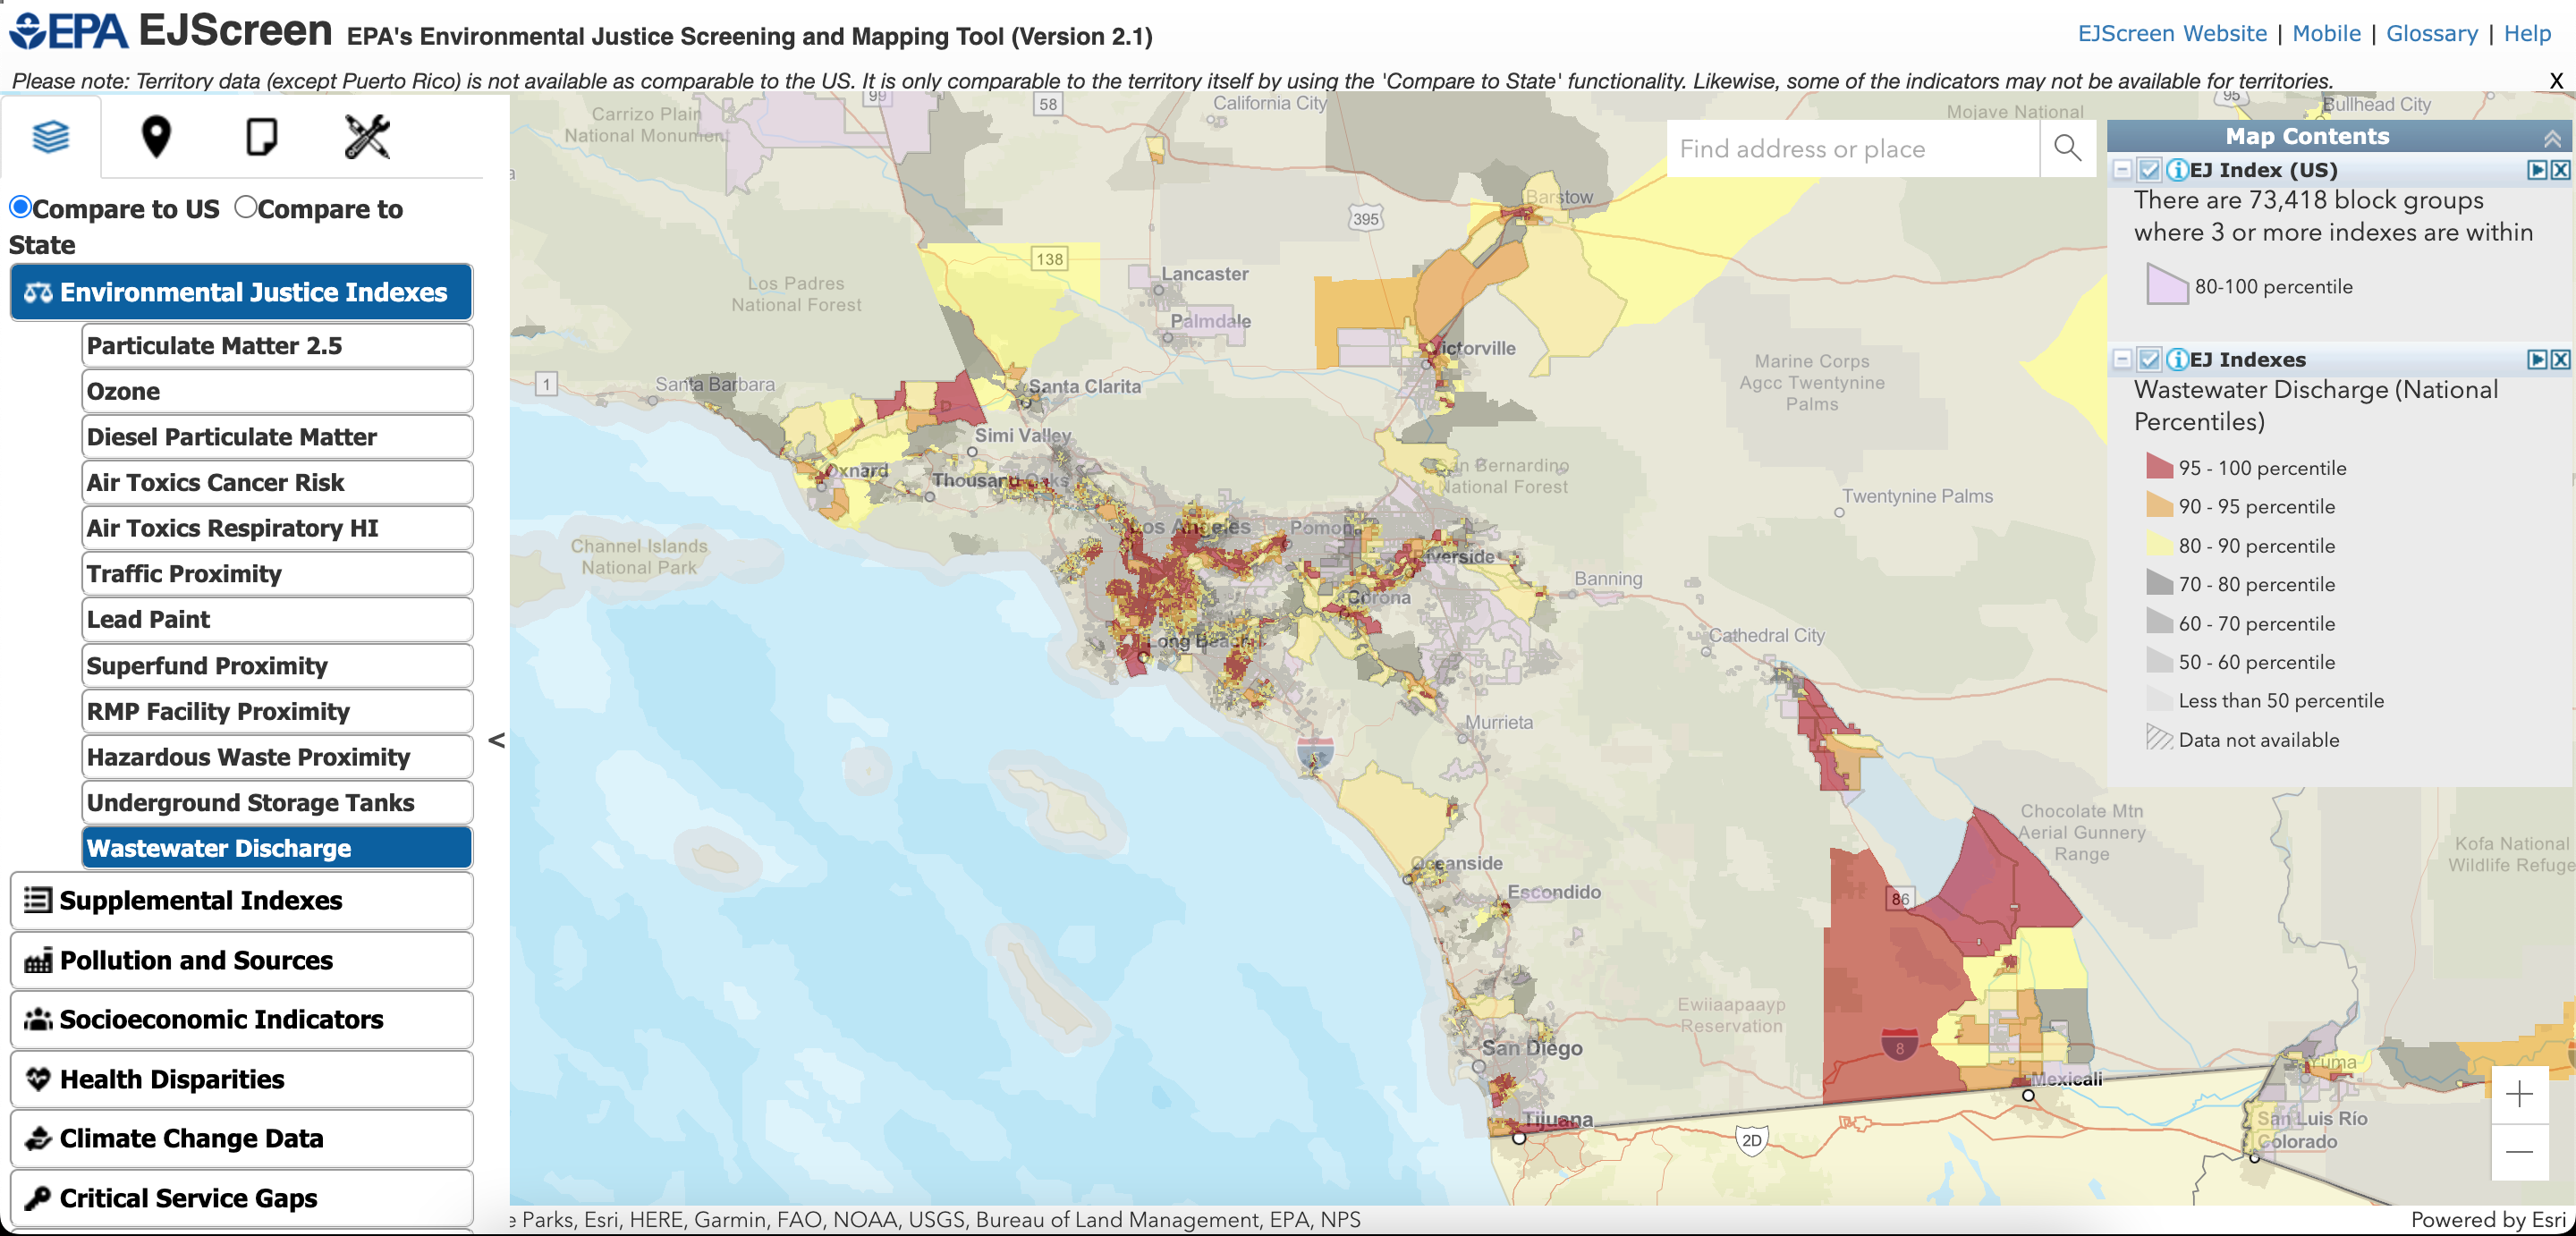 EPA EJScreen EPA's Environmental Justice Screening and Mapping Tool (Version 2.1)
EJScreen Website | Mobile | Glossary | Help
Please note: Territory data (except Puerto Rico) is not available as comparable to the US. It is only comparable to the territory itself by using the 'Compare to State' functionality. Likewise, some of the indicators may not be available for territories.
X
Compare to US Compare to
State
Environmental Justice Indexes
Particulate Matter 2.5
Ozone
Diesel Particulate Matter
Air Toxics Cancer Risk
Air Toxics Respiratory HI
Traffic Proximity
Lead Paint
Superfund Proximity
RMP Facility Proximity
Hazardous Waste Proximity
Underground Storage Tanks
Wastewater Discharge
Supplemental Indexes
Pollution and Sources
Socioeconomic Indicators
Health Disparities
Climate Change Data
Critical Service Gaps
<
Carrizo Plain
National Monument
99
58
California City
Mojave National
95
Bullhead City
Find address or place
Barstow
395
138
Lancaster
Los Padres
National Forest
Palmdale
Victorville
Marine Corps
Agcc Twentynine
Palms
1
Santa Barbara
Santa Clarita
Simi Valley
Oxnard
Thousand Oaks
San Bernardino
National Forest
Twentynine Palms
Los Angeles
Pomona
Channel Islands
National Park
Riverside
Banning
Corona
Long Beach
Cathedral City
Murrieta
Chocolate Mtn
Aerial Gunnery
Range
Kofa National
Wildlife Refuge
Oceanside
Escondido
86
Ewiiaapaayp
Reservation
San Diego
8
Mexicali
Yuma
Tijuana
2D
San Luis Río
Colorado
Map Contents
EJ Index (US)
There are 73,418 block groups
where 3 or more indexes are within
80-100 percentile
EJ Indexes
Wastewater Discharge (National
Percentiles)
95 - 100 percentile
90 - 95 percentile
80 - 90 percentile
70 - 80 percentile
60 - 70 percentile
50 - 60 percentile
Less than 50 percentile
Data not available
+
−
e Parks, Esri, HERE, Garmin, FAO, NOAA, USGS, Bureau of Land Management, EPA, NPS
Powered by Esri